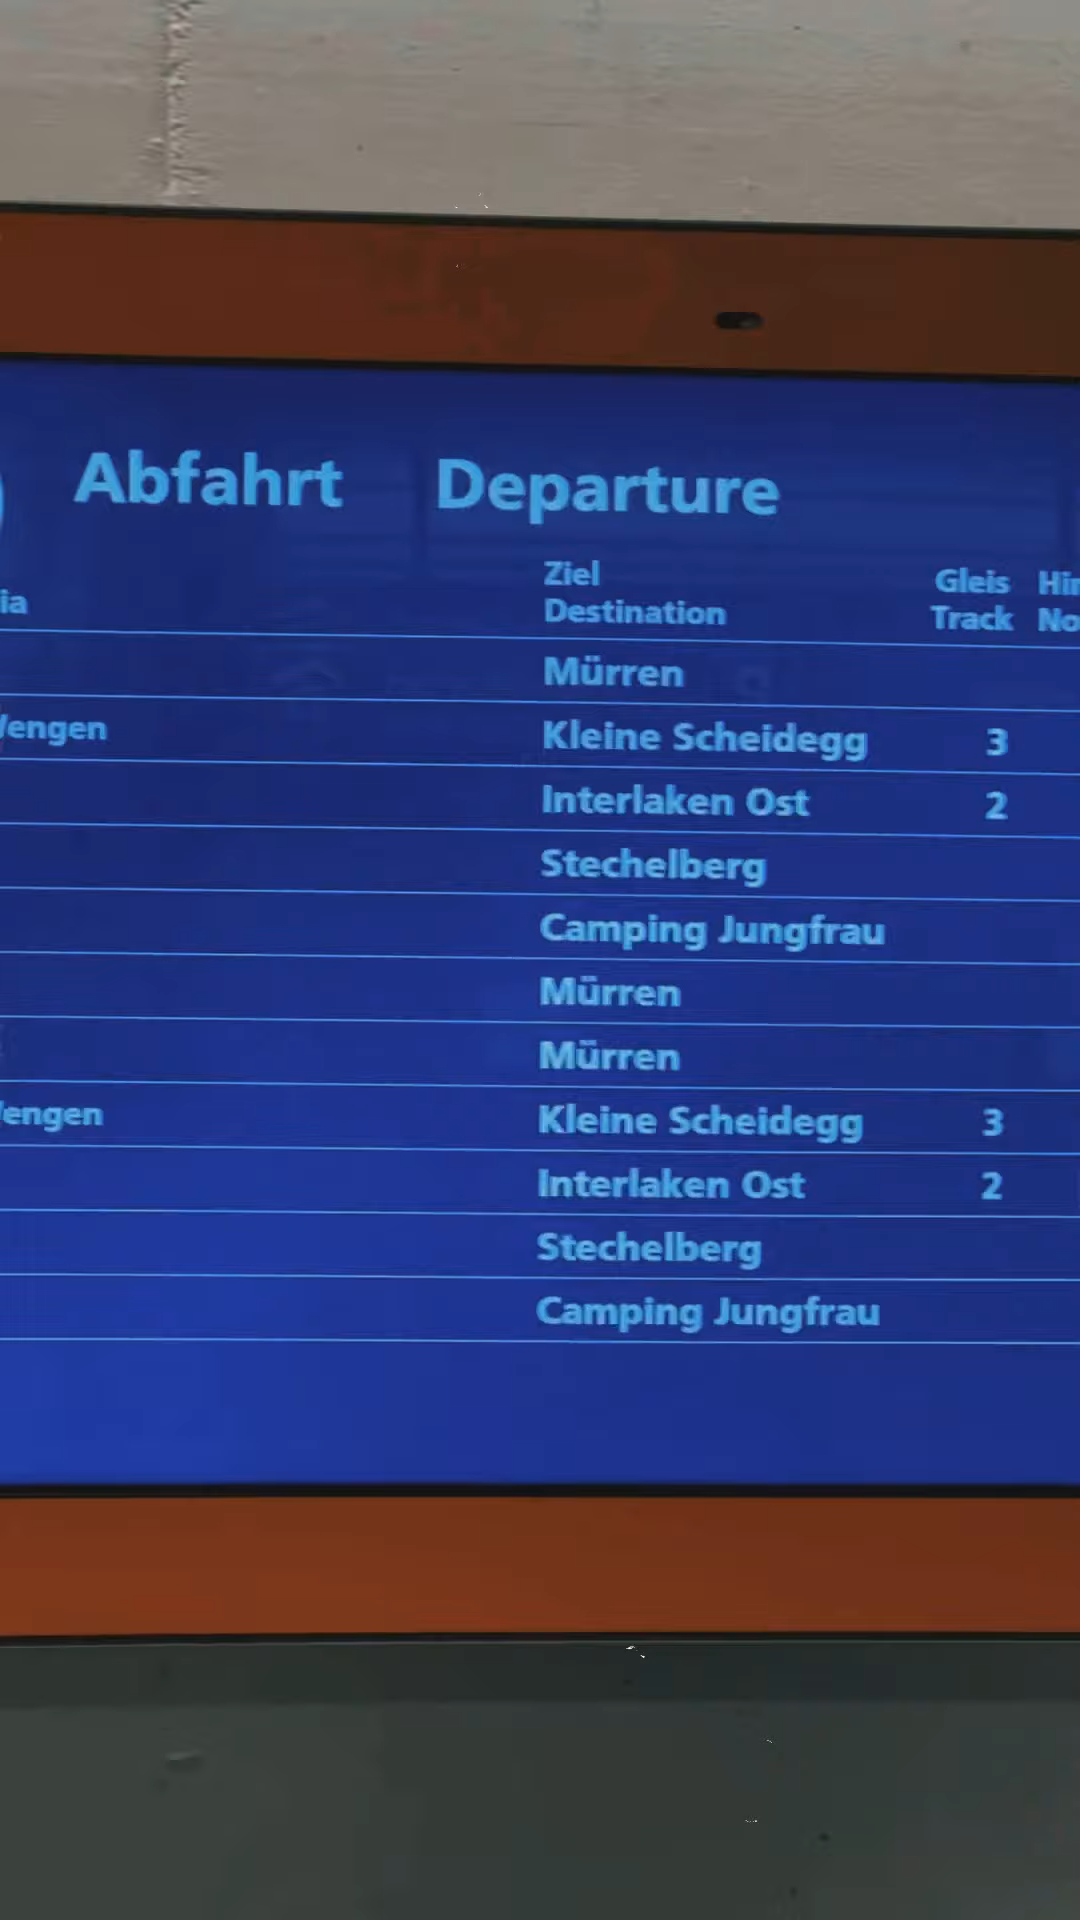 Abfahrt Departure
Ziel Gleis
Destination Track
Mürren
Kleine Scheidegg 3
Interlaken Ost 2
Stechelberg
Camping Jungfrau
Mürren
Mürren
Kleine Scheidegg 3
Interlaken Ost 2
Stechelberg
Camping Jungfrau